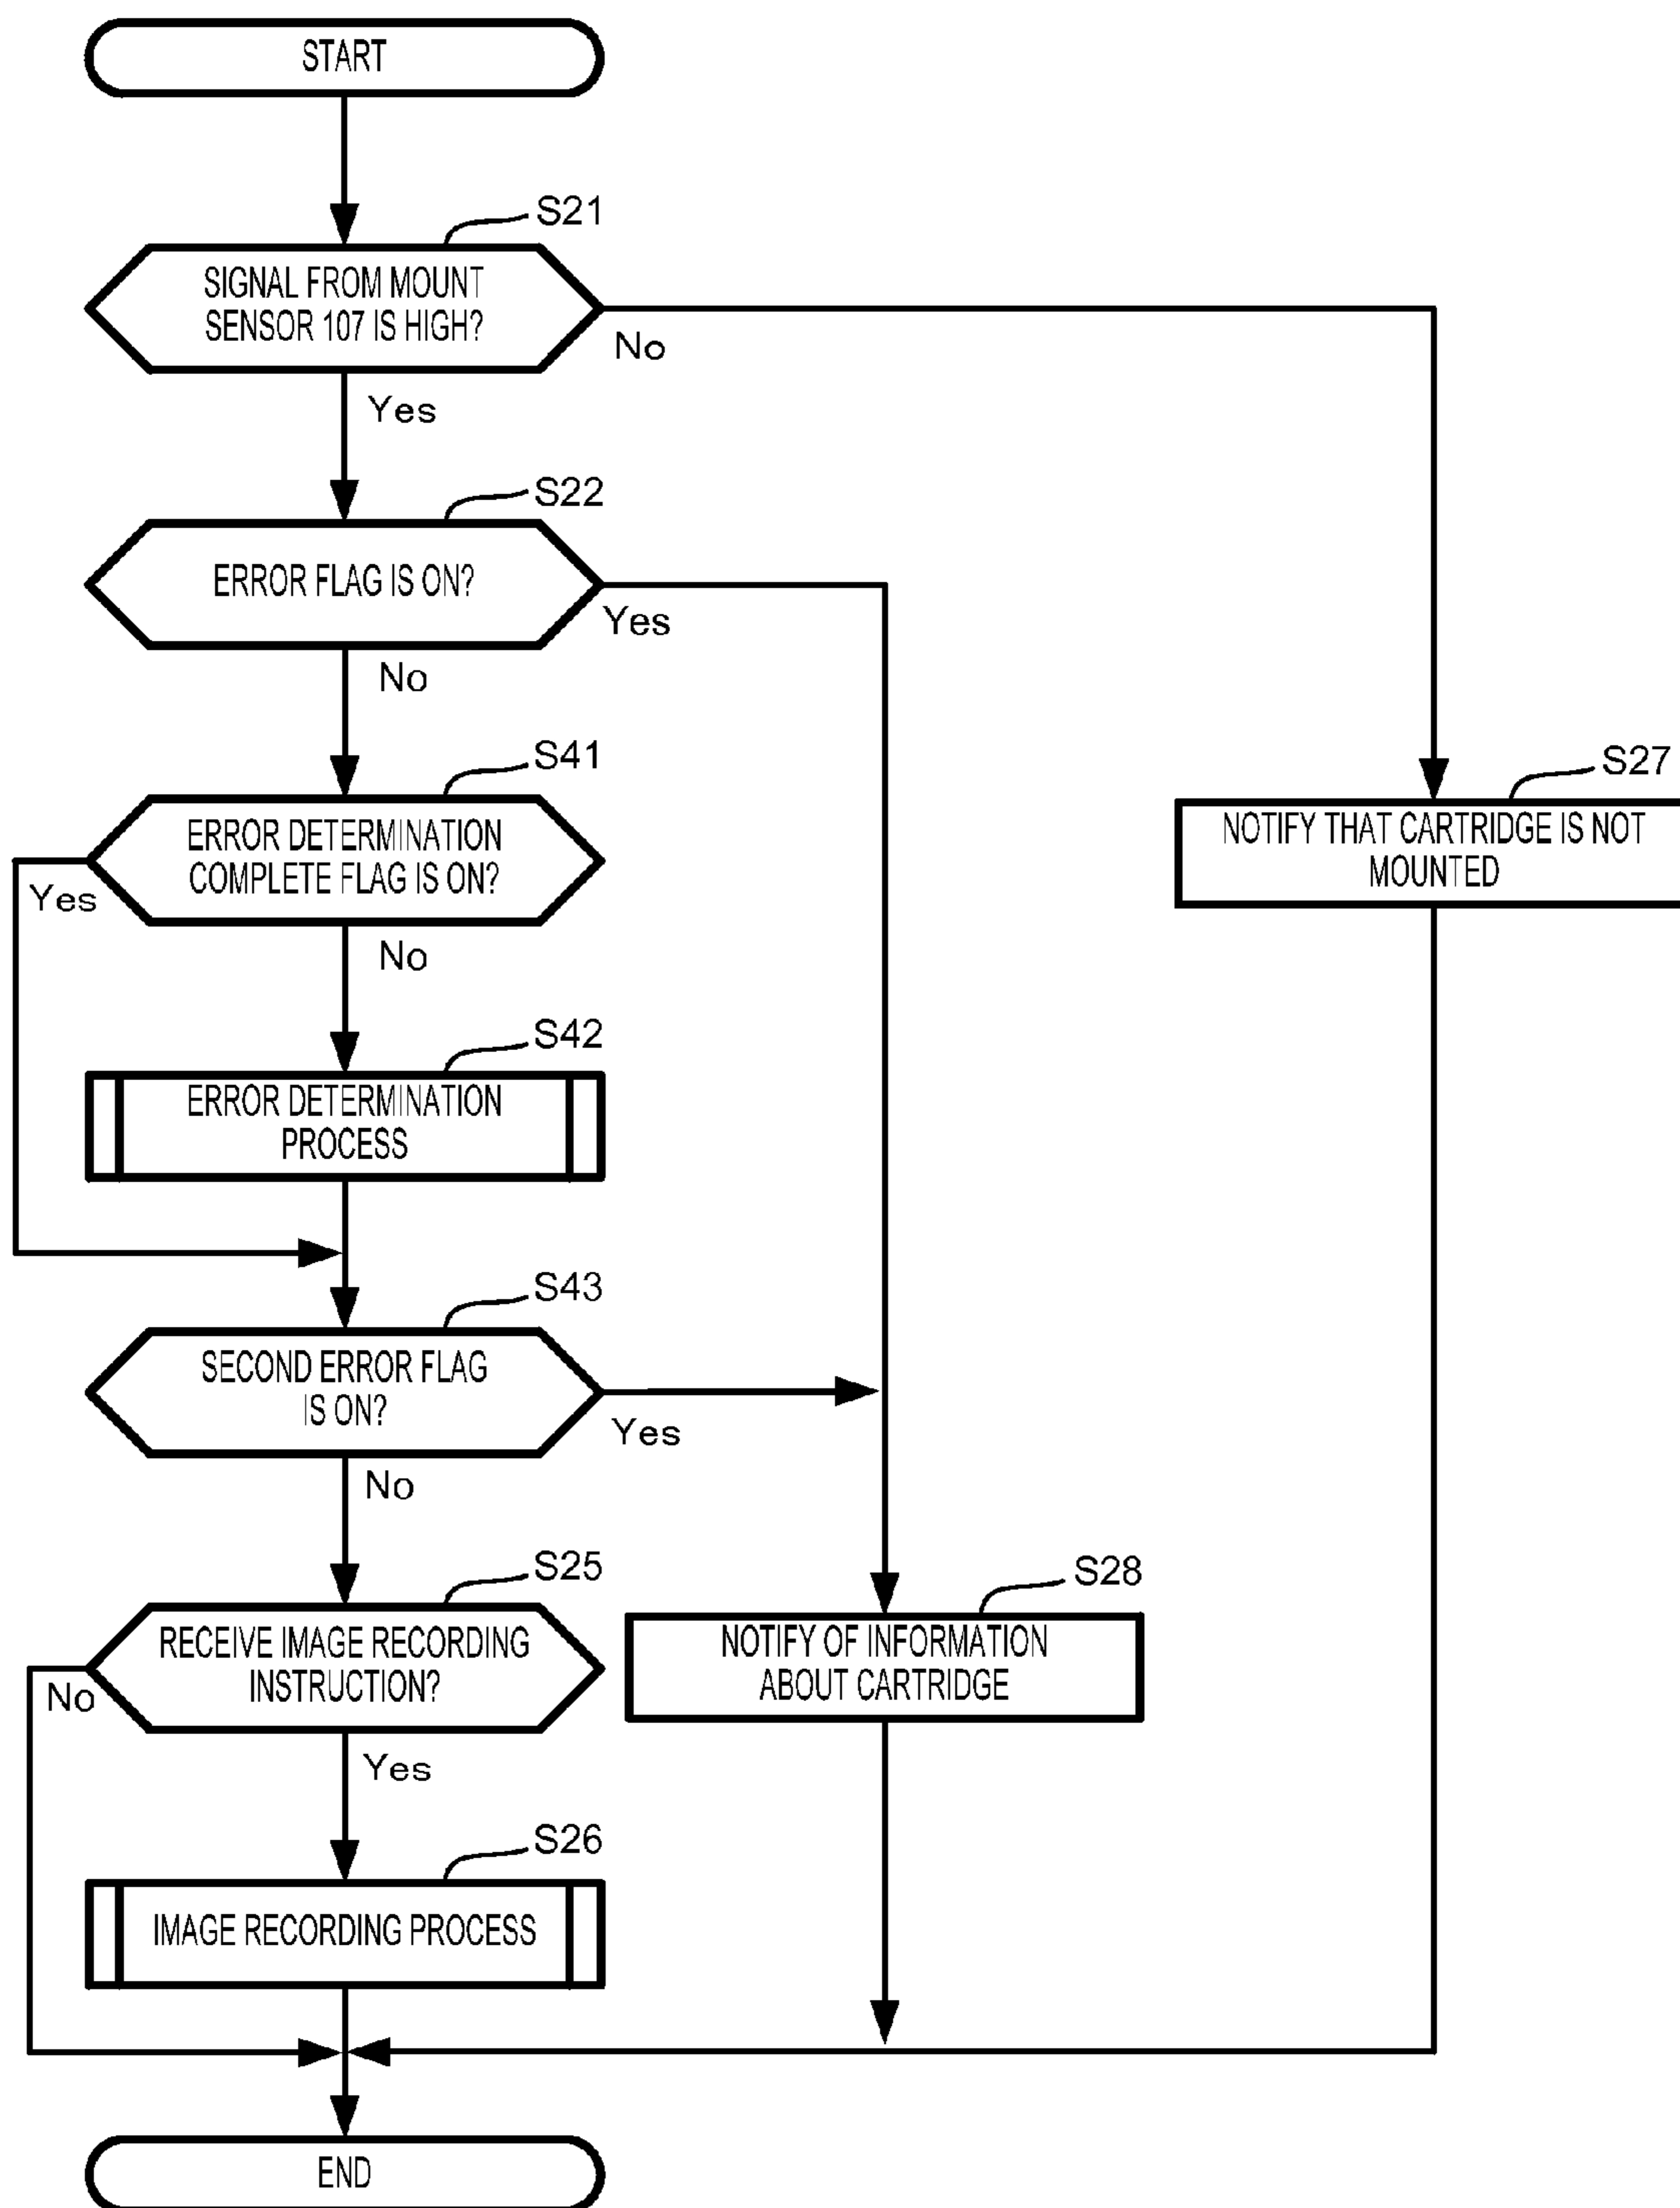 START
S21
SIGNAL FROM MOUNT
SENSOR 107 IS HIGH?
No
Yes
S22
ERROR FLAG IS ON?
Yes
No
S41
ERROR DETERMINATION
COMPLETE FLAG IS ON?
Yes
No
S27
NOTIFY THAT CARTRIDGE IS NOT
MOUNTED
S42
ERROR DETERMINATION
PROCESS
S43
SECOND ERROR FLAG
IS ON?
Yes
No
S25
RECEIVE IMAGE RECORDING
INSTRUCTION?
No
Yes
S28
NOTIFY OF INFORMATION
ABOUT CARTRIDGE
S26
IMAGE RECORDING PROCESS
END